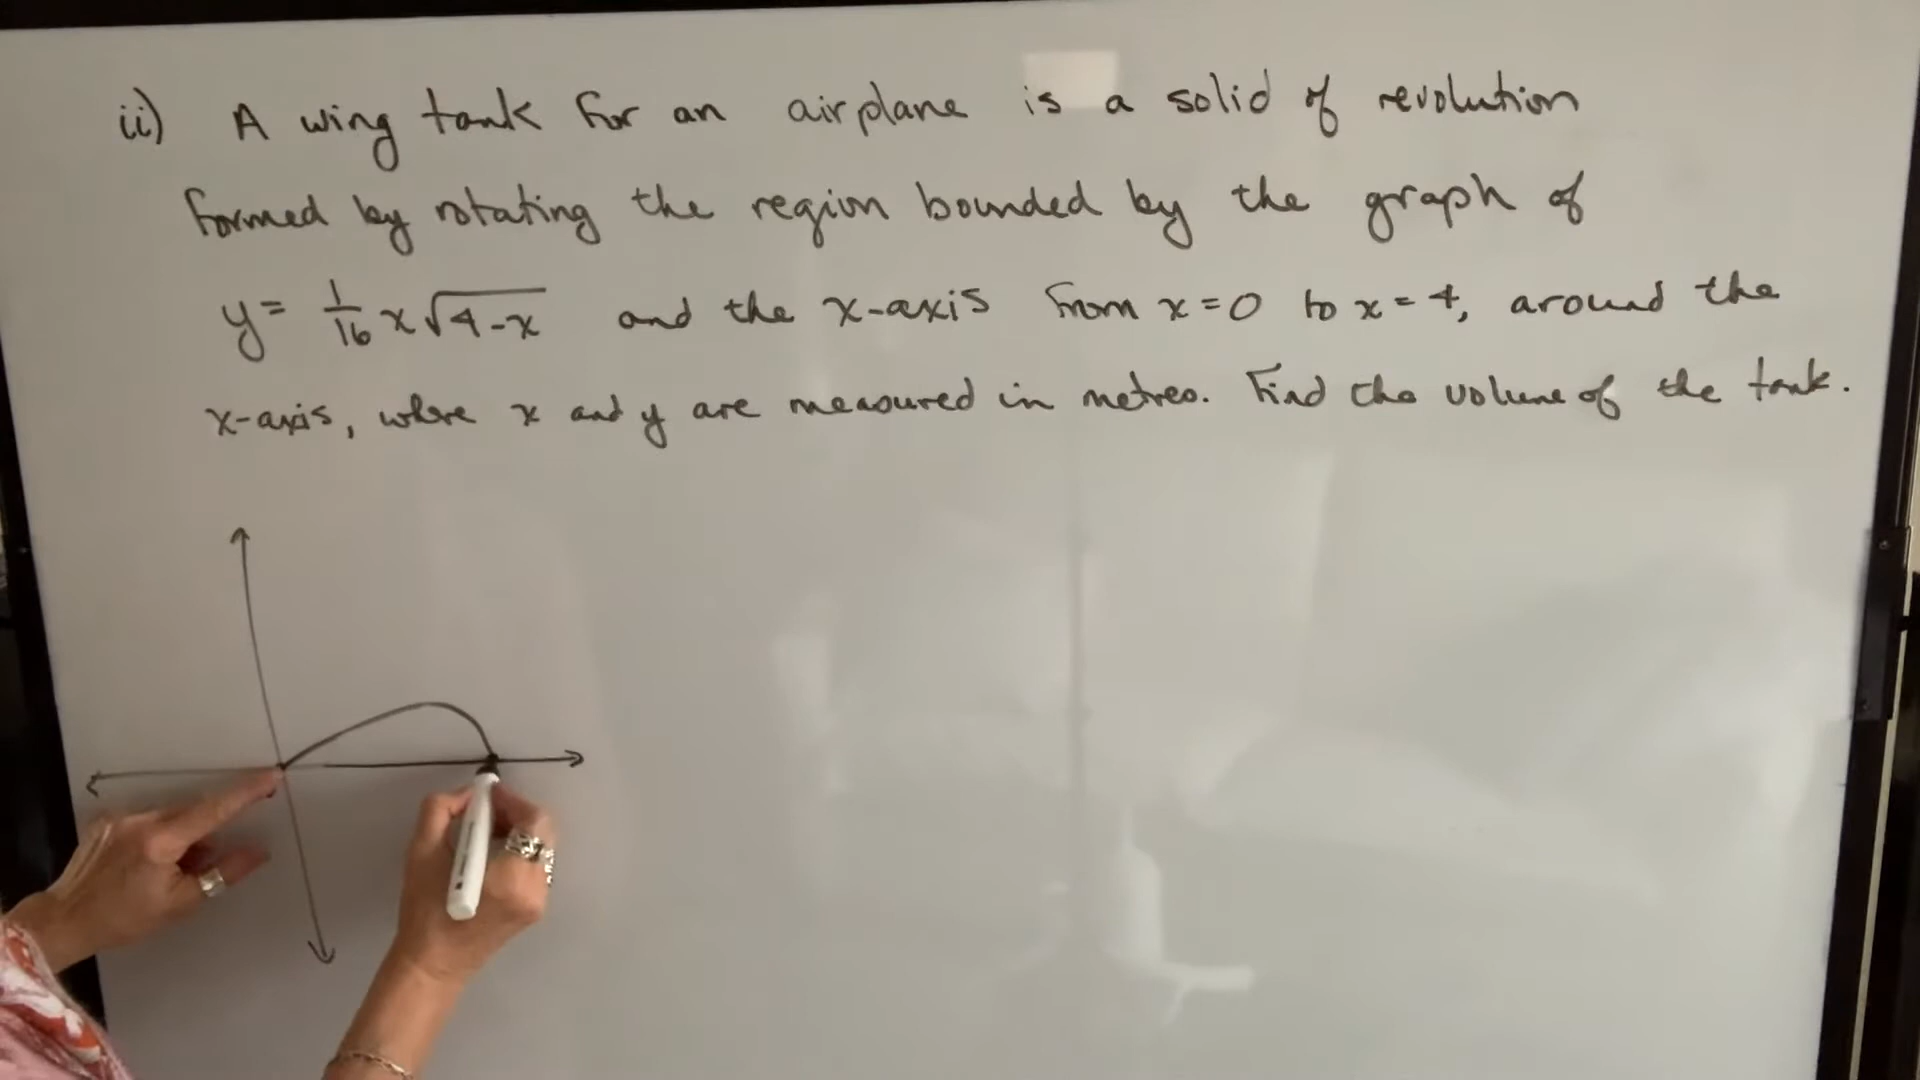 ii) A wing tank for an airplane is a solid of revolution
formed by rotating the region bounded by the graph of
y = 1/16 x√(4-x) and the x-axis from x=0 to x=4, around the
x-axis, where x and y are measured in metres. Find the volume of the tank.